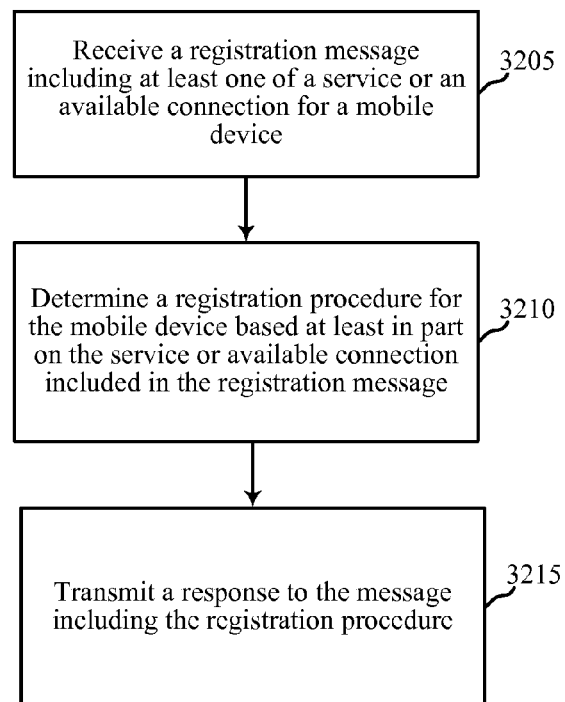 Receive a registration message
including at least one of a service or an
available connection for a mobile
device
3205
Determine a registration procedure for
the mobile device based at least in part
on the service or available connection
included in the registration message
3210
Transmit a response to the message
including the registration procedure
3215